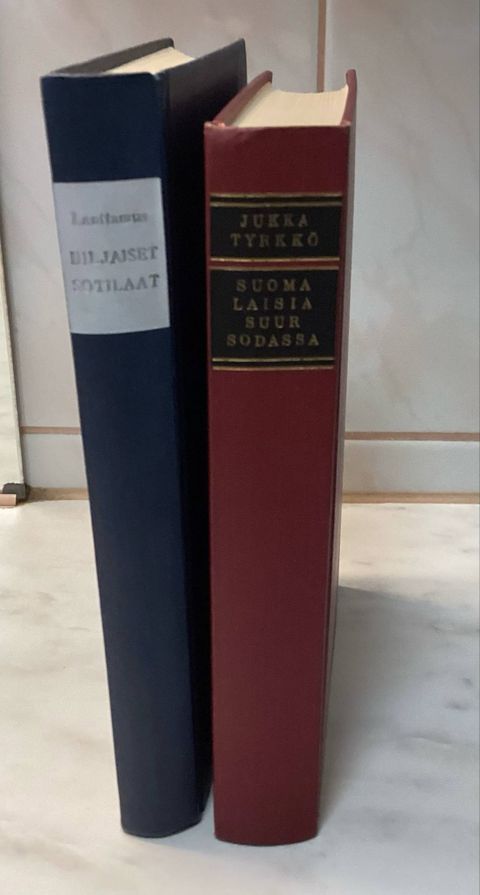 Lauttamus
HILJAISET
SOTILAAT
JUKKA
TYRKKÖ
SUOMA
LAISIA
SUUR
SODASSA